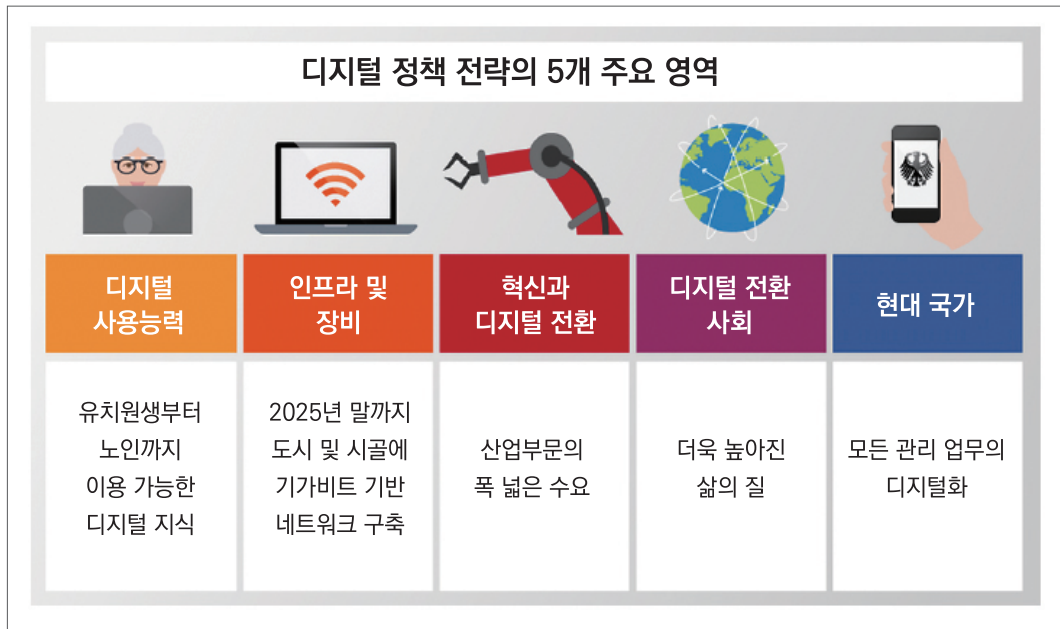 디지털 정책 전략의 5개 주요 영역
디지털
사용능력
인프라 및
장비
혁신과
디지털 전환
디지털 전환
사회
현대 국가
유치원생부터
노인까지
이용 가능한
디지털 지식
2025년 말까지
도시 및 시골에
기가비트 기반
네트워크 구축
산업부문의
폭 넓은 수요
더욱 높아진
삶의 질
모든 관리 업무의
디지털화